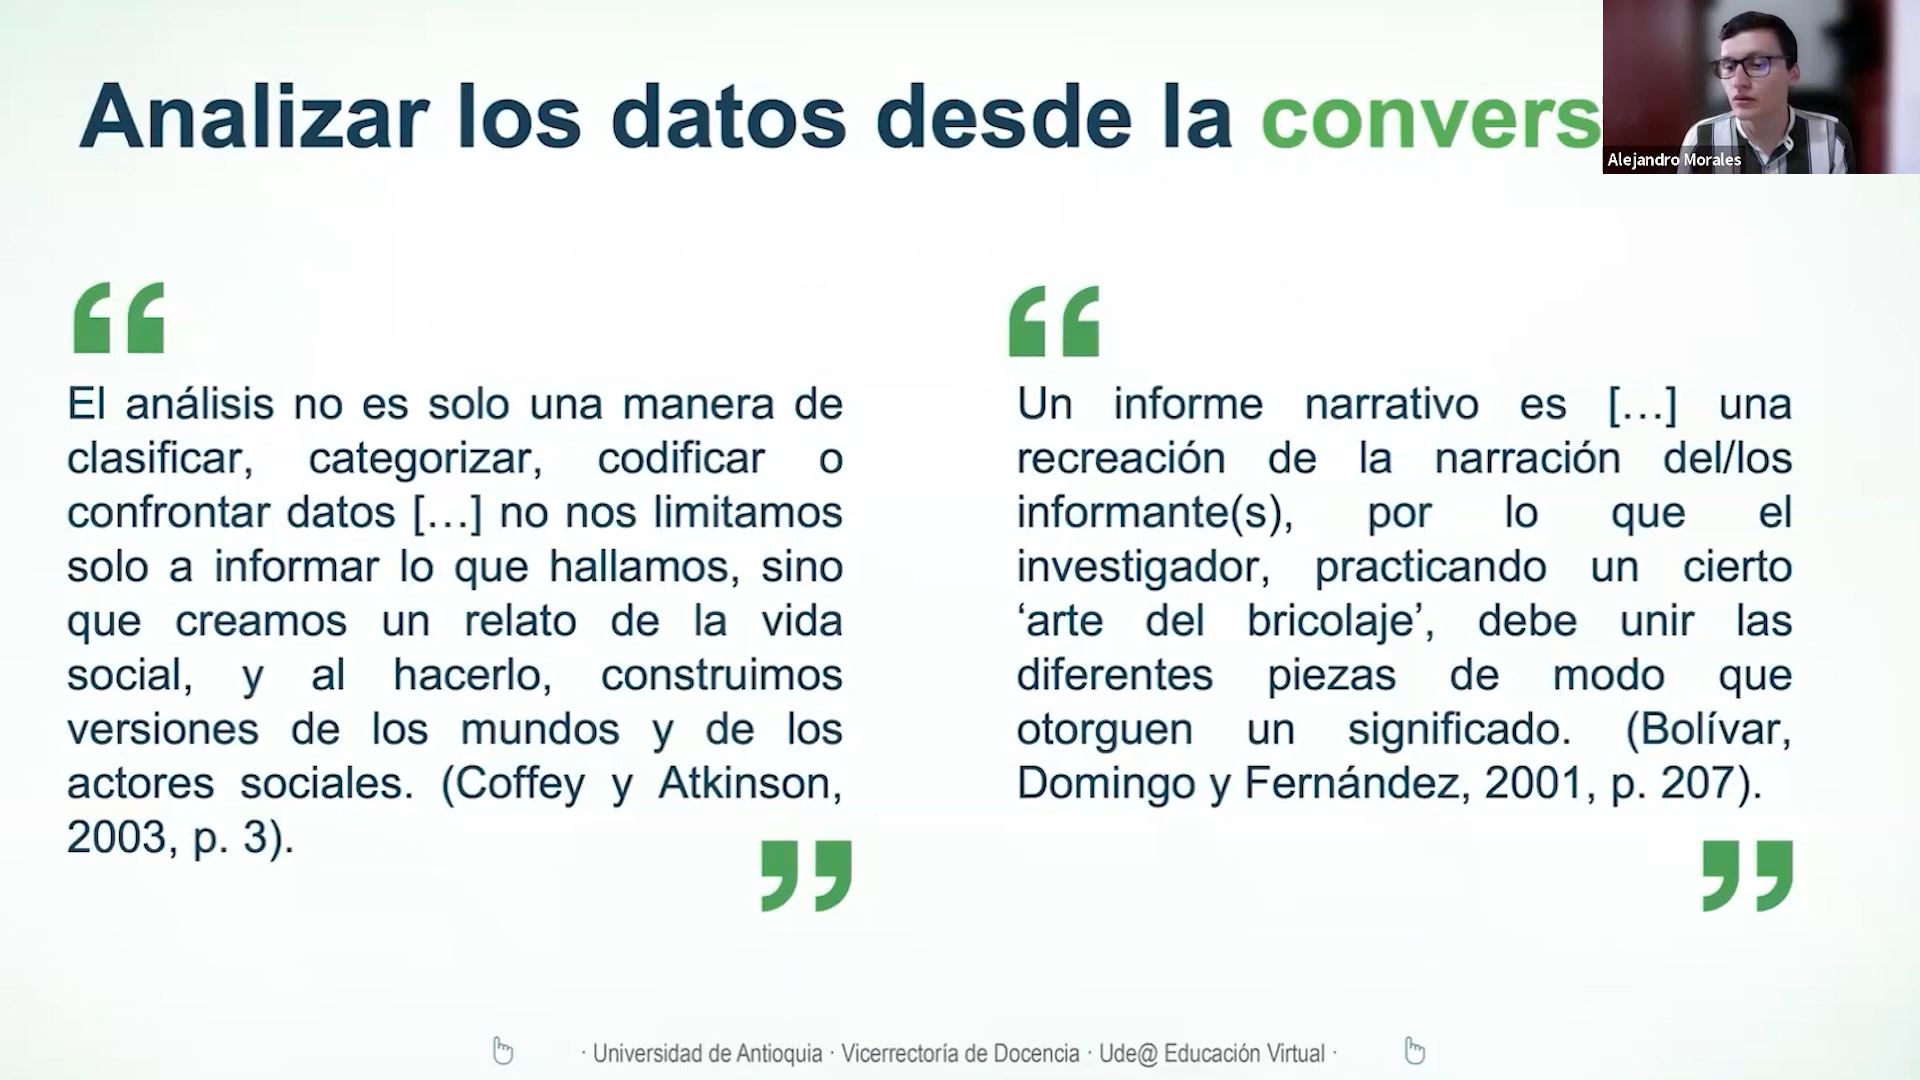 Analizar los datos desde la convers
Alejandro Morales
“
El análisis no es solo una manera de
clasificar, categorizar, codificar o
confrontar datos […] no nos limitamos
solo a informar lo que hallamos, sino
que creamos un relato de la vida
social, y al hacerlo, construimos
versiones de los mundos y de los
actores sociales. (Coffey y Atkinson,
2003, p. 3).
”
“
Un informe narrativo es […] una
recreación de la narración del/los
informante(s), por lo que el
investigador, practicando un cierto
‘arte del bricolaje’, debe unir las
diferentes piezas de modo que
otorguen un significado. (Bolívar,
Domingo y Fernández, 2001, p. 207).
”
· Universidad de Antioquia · Vicerrectoría de Docencia · Ude@ Educación Virtual ·